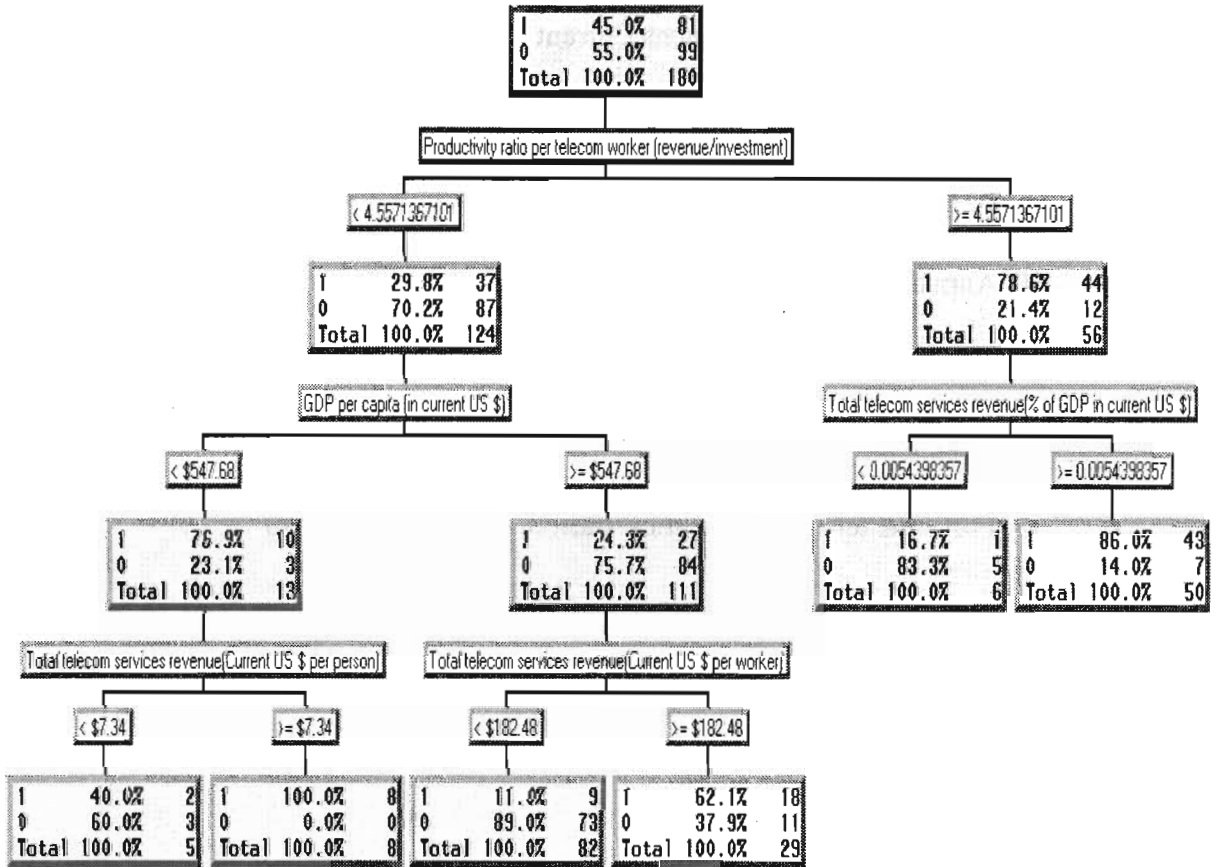 1 45.0% 81
0 55.0% 99
Total 100.0% 180
Productivity ratio per telecom worker (revenue/investment)
< 4.5571367101
>= 4.5571367101
1 29.8% 37
0 70.2% 87
Total 100.0% 124
1 78.6% 44
0 21.4% 12
Total 100.0% 56
GDP per capita (in current US $)
Total telecom services revenue(% of GDP in current US $)
< $547.68
>= $547.68
< 0.0054398357
>= 0.0054398357
1 76.9% 10
0 23.1% 3
Total 100.0% 13
1 24.3% 27
0 75.7% 84
Total 100.0% 111
1 16.7% 1
0 83.3% 5
Total 100.0% 6
1 86.0% 43
0 14.0% 7
Total 100.0% 50
Total telecom services revenue(Current US $ per person)
Total telecom services revenue(Current US $ per worker)
< $7.34
>= $7.34
< $182.48
>= $182.48
1 40.0% 2
0 60.0% 3
Total 100.0% 5
1 100.0% 8
0 0.0% 0
Total 100.0% 8
1 11.0% 9
0 89.0% 73
Total 100.0% 82
1 62.1% 18
0 37.9% 11
Total 100.0% 29